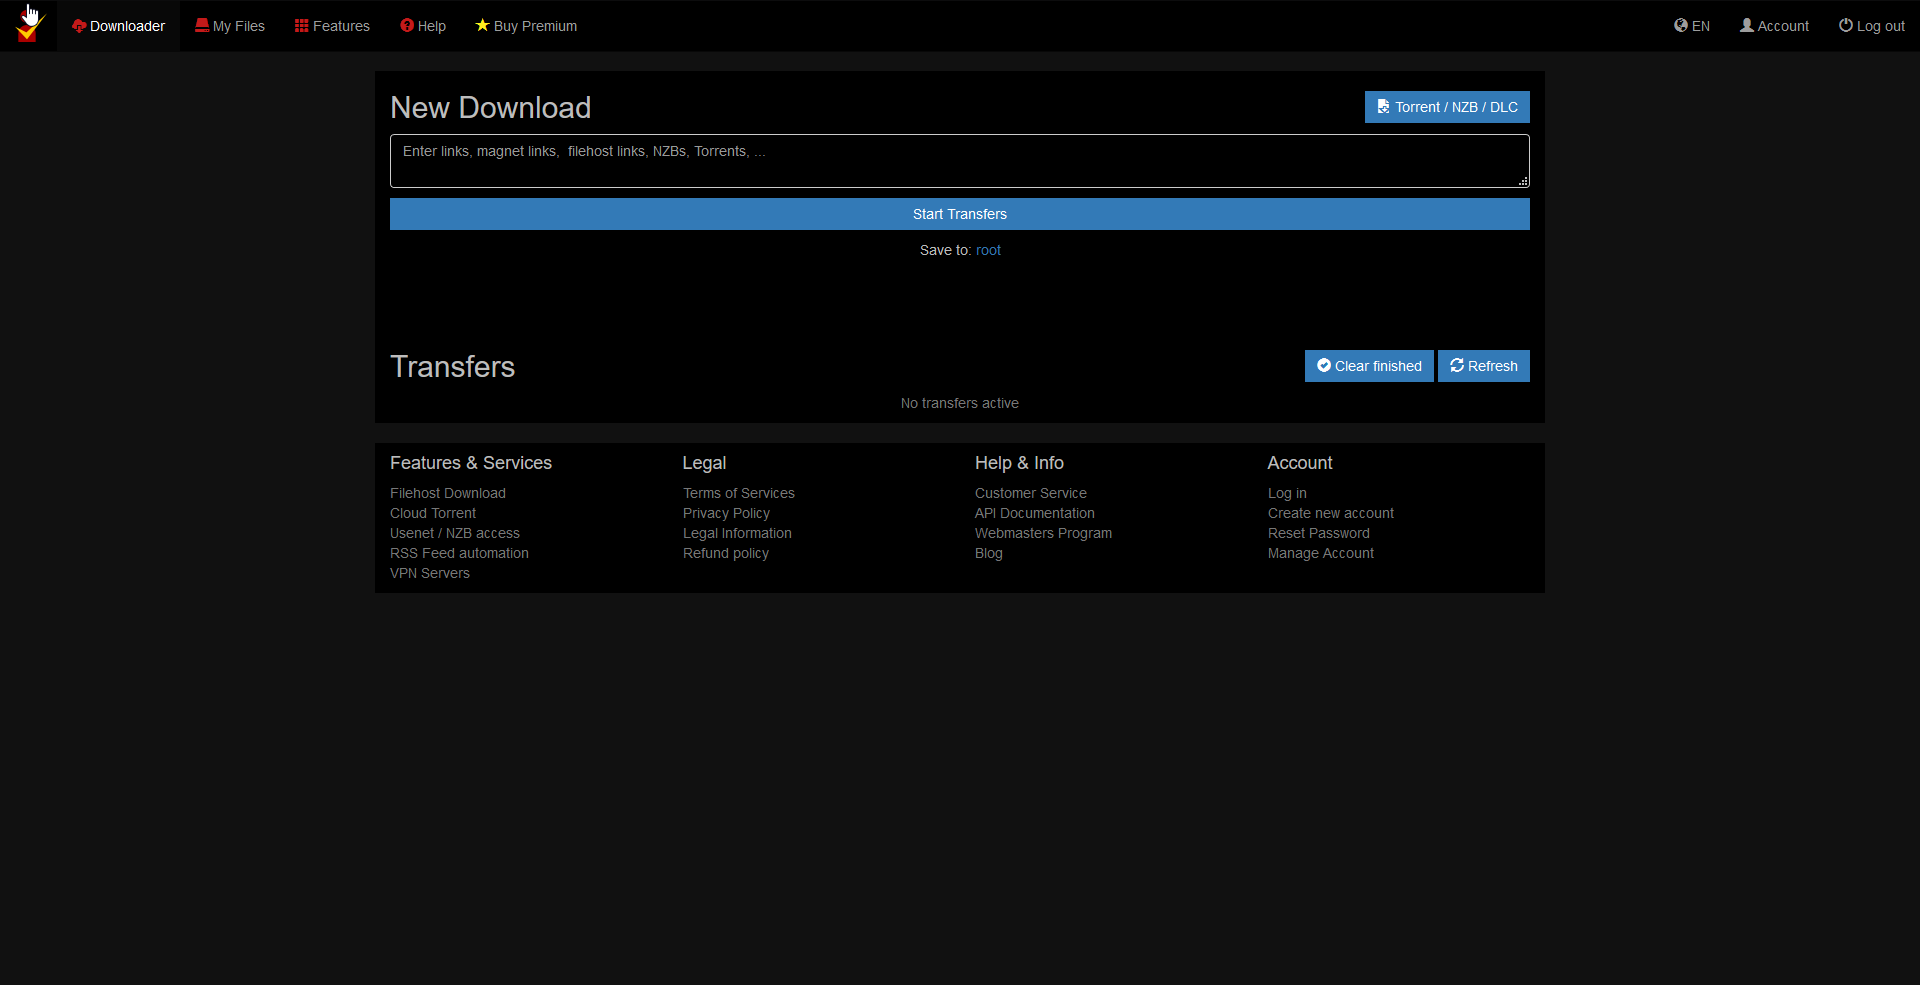 Downloader My Files Features Help Buy Premium EN Account Log out
New Download Torrent / NZB / DLC
Enter links, magnet links,  filehost links, NZBs, Torrents, ...
Start Transfers
Save to: root
Transfers Clear finished Refresh
No transfers active
Features & Services
Filehost Download
Cloud Torrent
Usenet / NZB access
RSS Feed automation
VPN Servers
Legal
Terms of Services
Privacy Policy
Legal Information
Refund policy
Help & Info
Customer Service
API Documentation
Webmasters Program
Blog
Account
Log in
Create new account
Reset Password
Manage Account